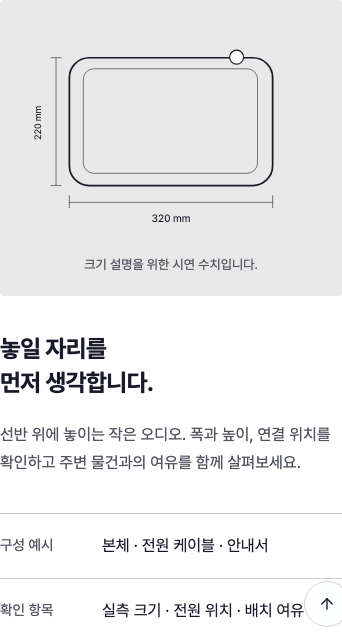 220 mm
320 mm
크기 설명을 위한 시연 수치입니다.
놓일 자리를
먼저 생각합니다.
선반 위에 놓이는 작은 오디오. 폭과 높이, 연결 위치를
확인하고 주변 물건과의 여유를 함께 살펴보세요.
구성 예시
본체 · 전원 케이블 · 안내서
확인 항목
실측 크기 · 전원 위치 · 배치 여유